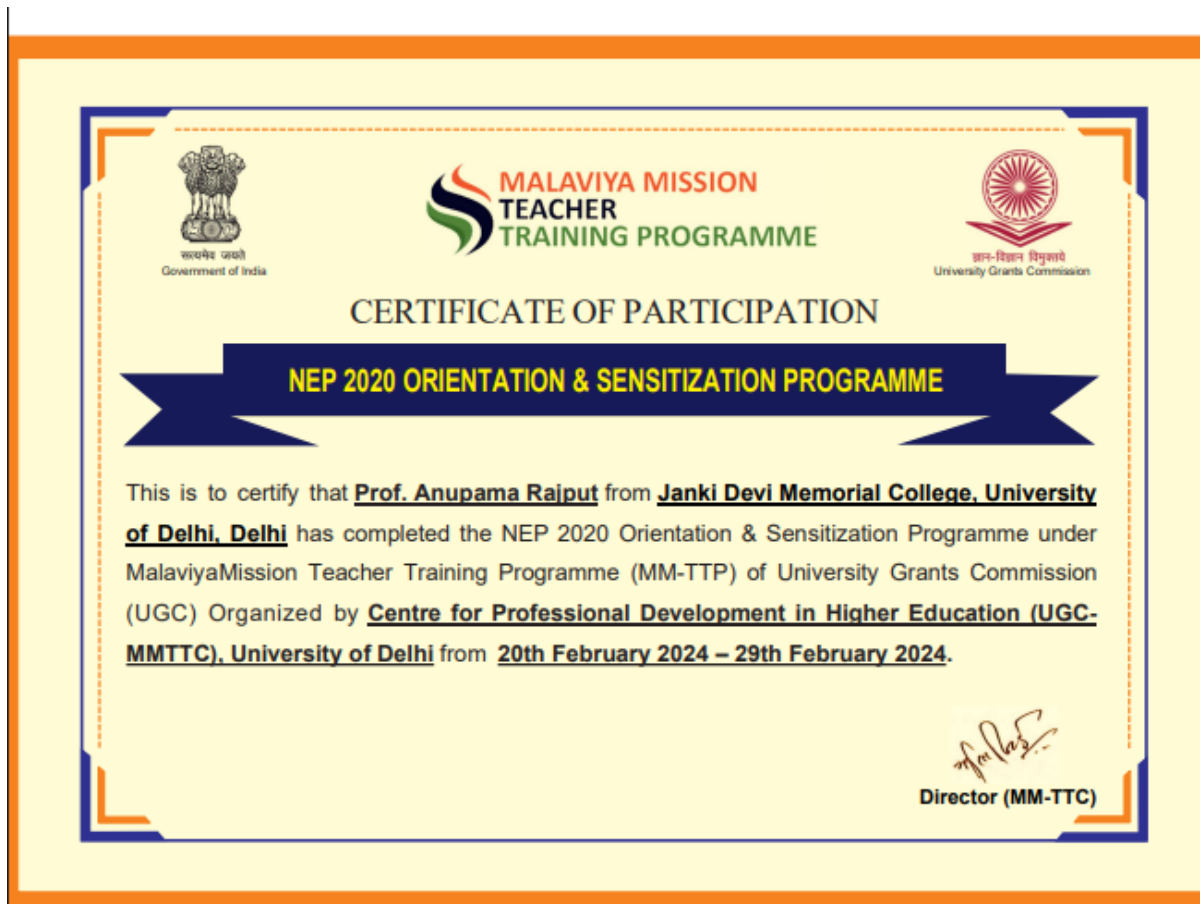 MALAVIYA MISSION
TEACHER
TRAINING PROGRAMME
सत्यमेव जयते
Government of India
ज्ञान-विज्ञान विमुक्तये
University Grants Commission
CERTIFICATE OF PARTICIPATION
NEP 2020 ORIENTATION & SENSITIZATION PROGRAMME
This is to certify that Prof. Anupama Rajput from Janki Devi Memorial College, University
of Delhi, Delhi has completed the NEP 2020 Orientation & Sensitization Programme under
MalaviyaMission Teacher Training Programme (MM-TTP) of University Grants Commission
(UGC) Organized by Centre for Professional Development in Higher Education (UGC-
MMTTC), University of Delhi from 20th February 2024 – 29th February 2024.
Director (MM-TTC)